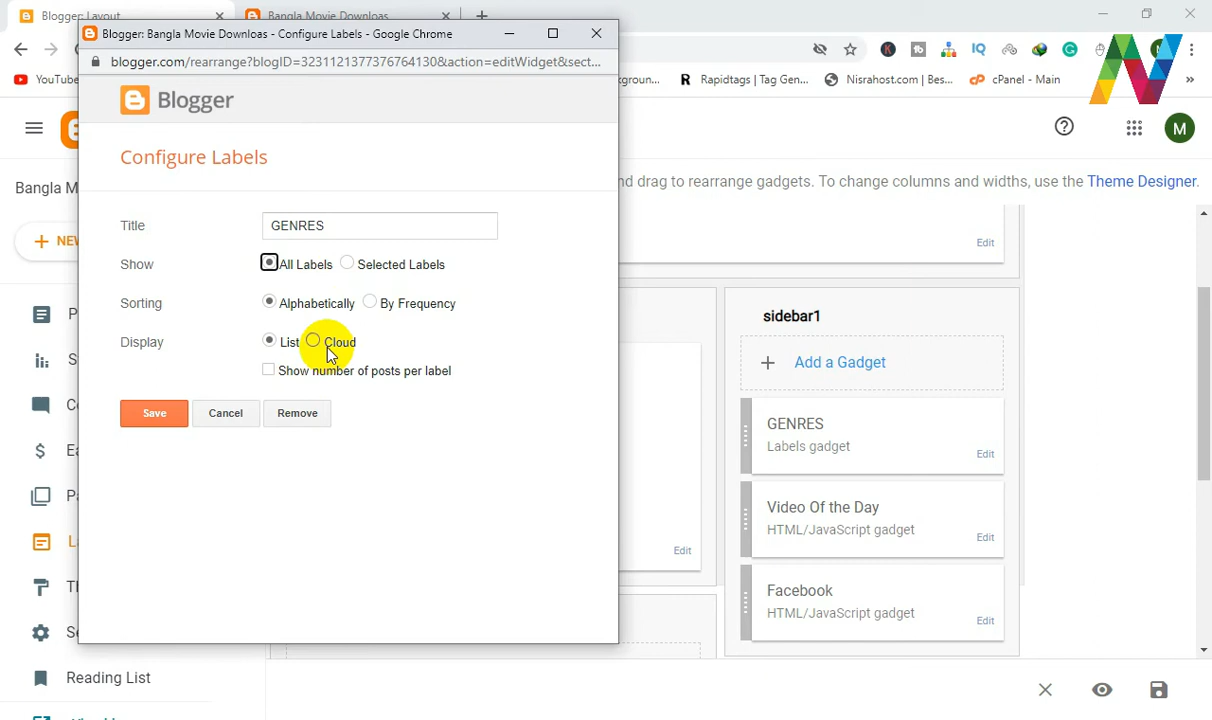 Blogger: Layout
Bangla Movie Downloas
Blogger: Bangla Movie Downloas - Configure Labels - Google Chrome
blogger.com/rearrange?blogID=3231121377376764130&action=editWidget&sect...
YouTube
kgroun...
Rapidtags | Tag Gen...
Nisrahost.com | Bes...
cPanel - Main
»
Blogger
M
Configure Labels
Bangla M
nd drag to rearrange gadgets. To change columns and widths, use the Theme Designer.
Title GENRES
+ NEW
Edit
Show All Labels Selected Labels
Sorting Alphabetically By Frequency
Display List Cloud
Show number of posts per label
Save Cancel Remove
sidebar1
Add a Gadget
GENRES
Labels gadget
Edit
Video Of the Day
HTML/JavaScript gadget
Edit
Edit
Facebook
HTML/JavaScript gadget
Edit
Reading List